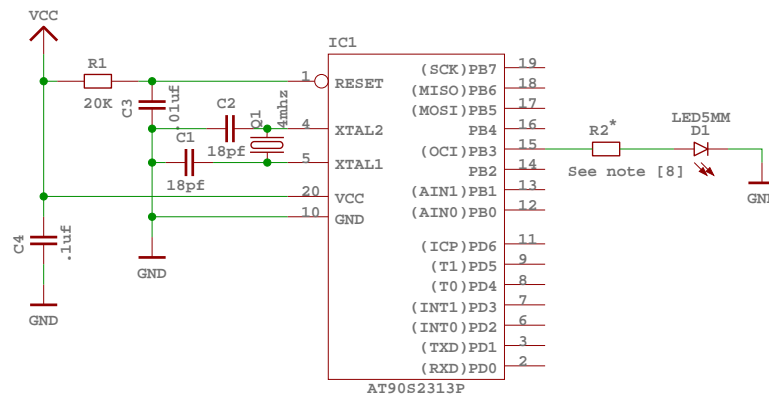 VCC
R1
20K
C3
.01uf
C2
18pf
C1
18pf
Q1
4mhz
C4
.1uf
GND
GND
IC1
1 RESET
4 XTAL2
5 XTAL1
20 VCC
10 GND
(SCK)PB7 19
(MISO)PB6 18
(MOSI)PB5 17
PB4 16
(OCI)PB3 15
PB2 14
(AIN1)PB1 13
(AIN0)PB0 12
(ICP)PD6 11
(T1)PD5 9
(T0)PD4 8
(INT1)PD3 7
(INT0)PD2 6
(TXD)PD1 3
(RXD)PD0 2
AT90S2313P
R2*
See note [8]
LED5MM
D1
GND